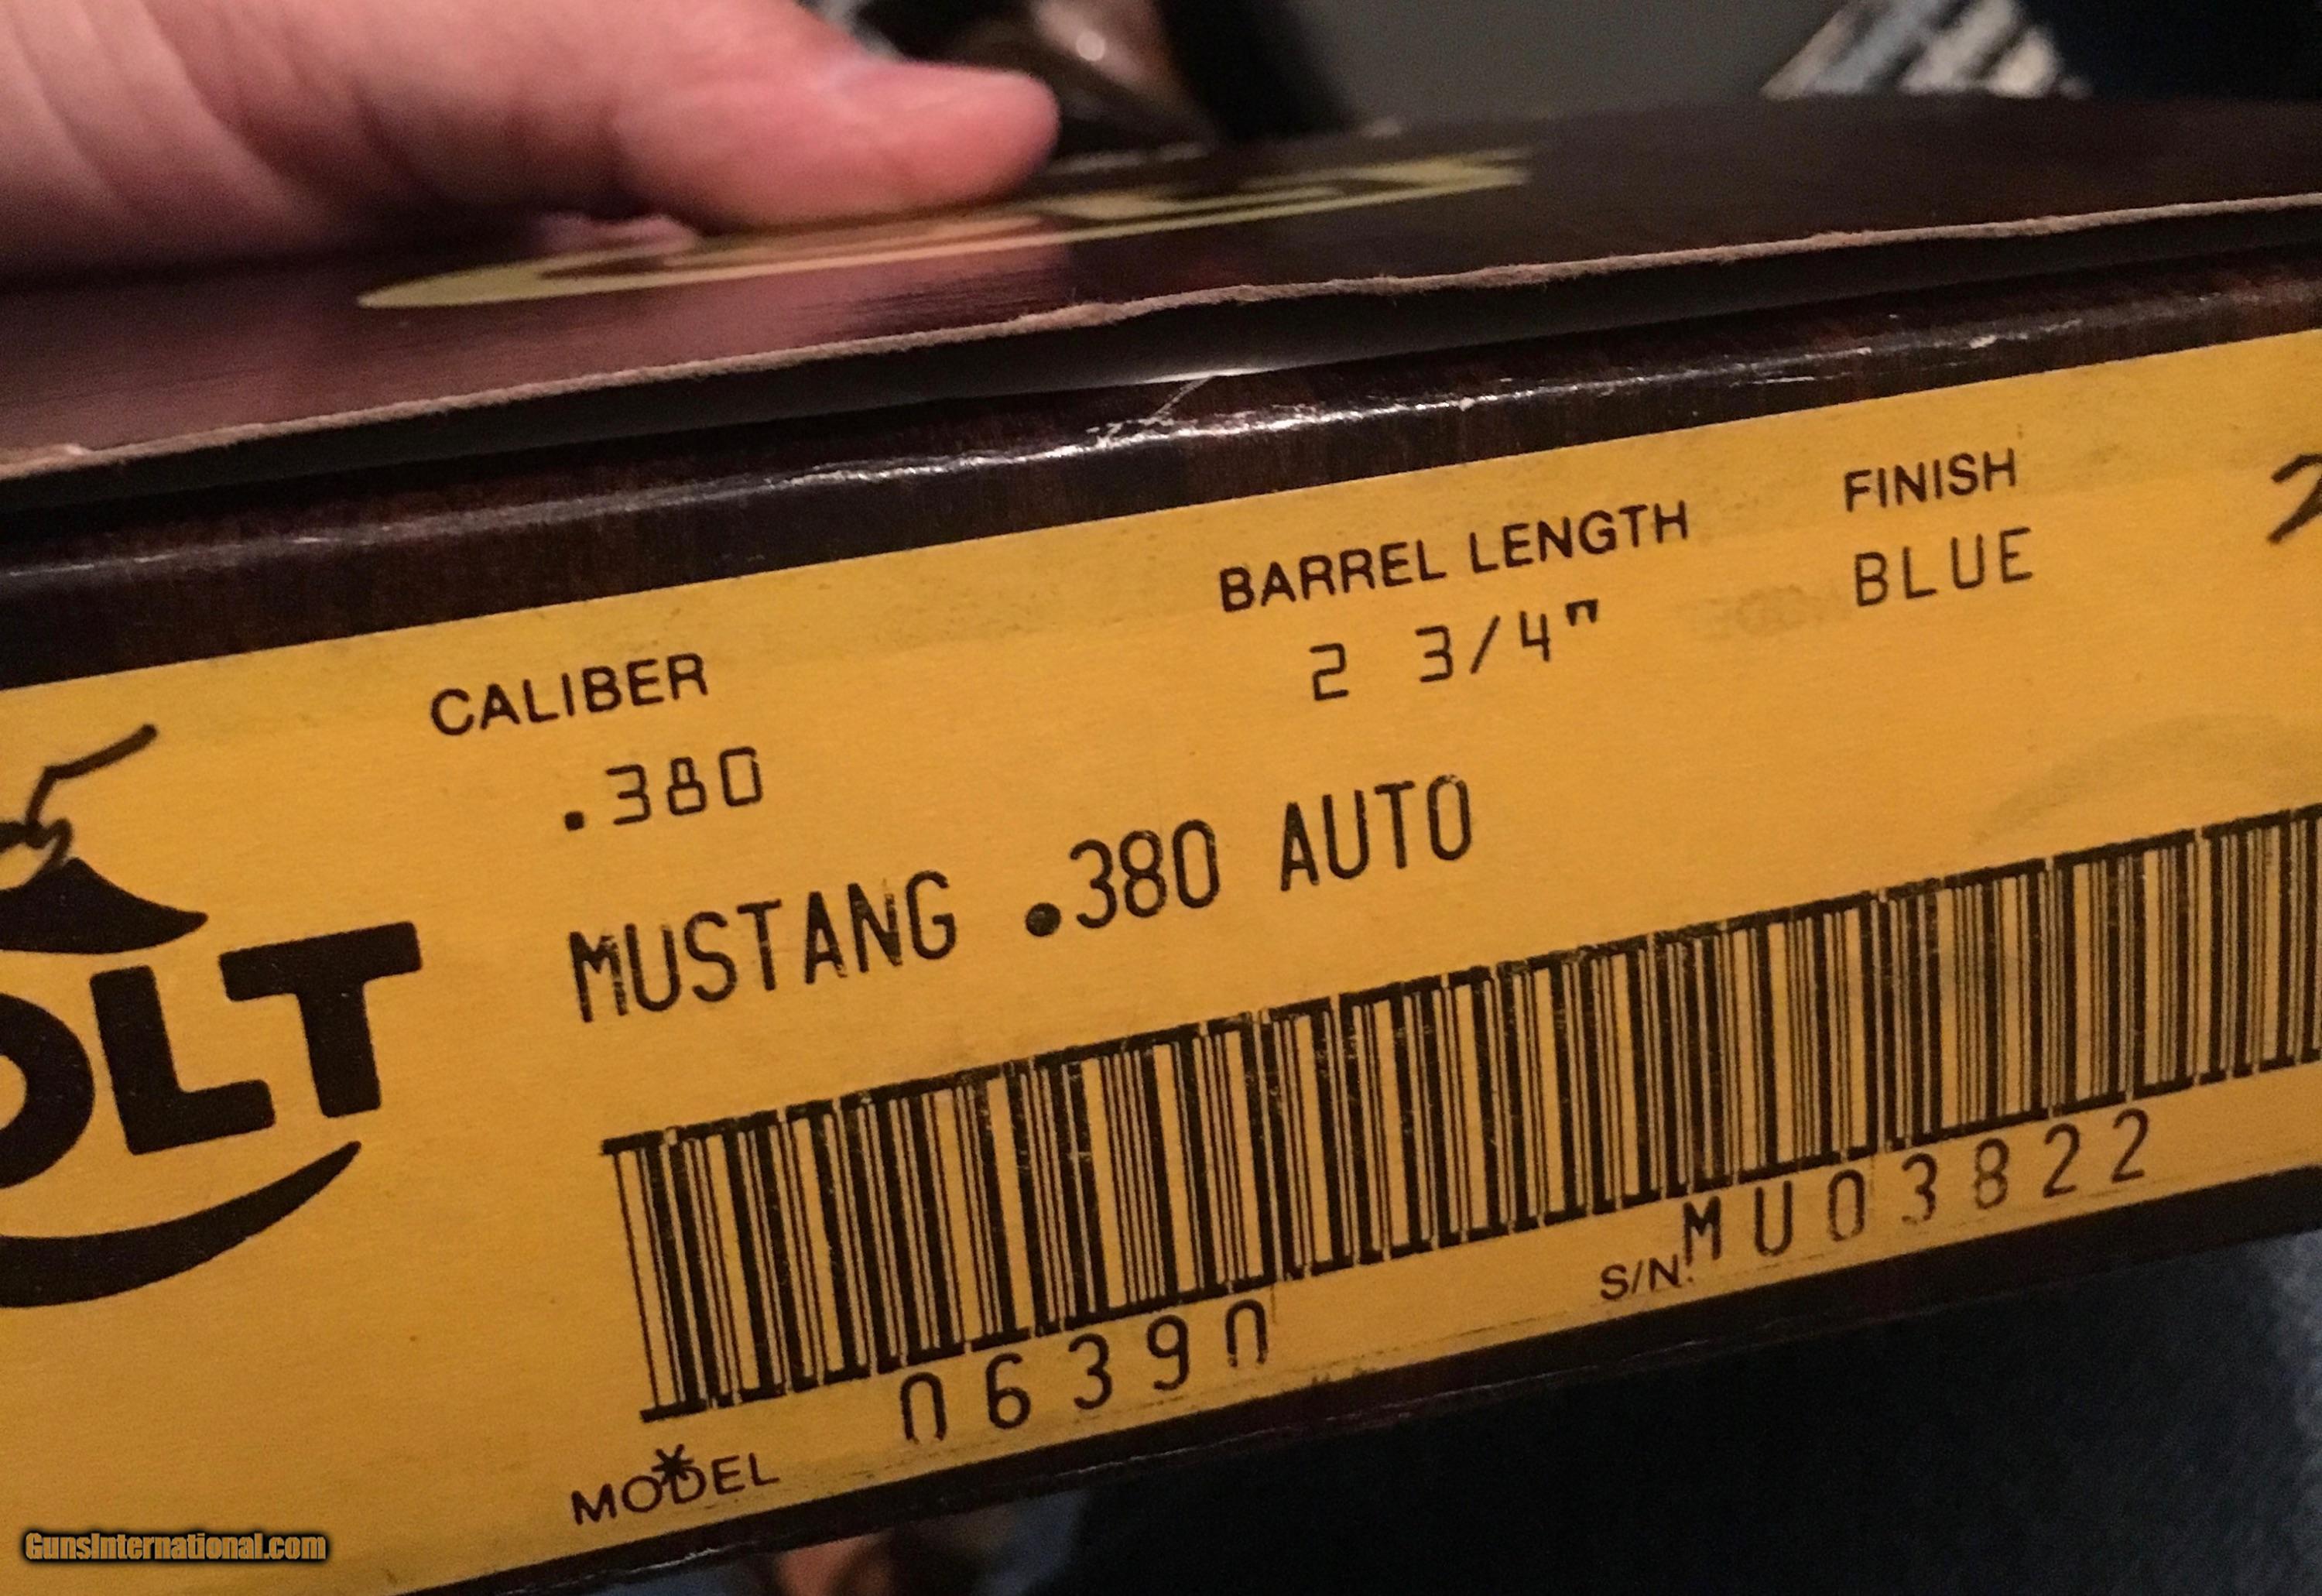 CALIBER
BARREL LENGTH
FINISH
.380
2 3/4"
BLUE
MUSTANG .380 AUTO
OLT
S/N. MU03822
MODEL 06390
GunsInternational.com